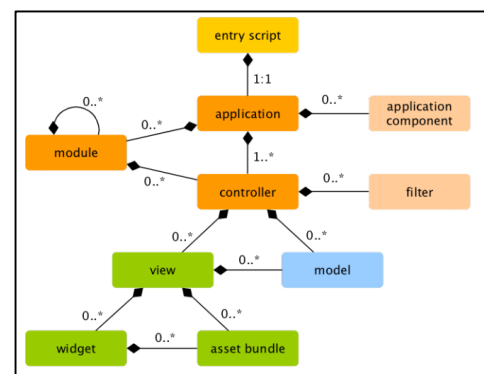 entry script
1:1
0..*
0..*
application
0..*
application
component
module
0..*
1..*
controller
0..*
filter
0..*
0..*
view
0..*
model
0..*
0..*
widget
0..*
asset bundle